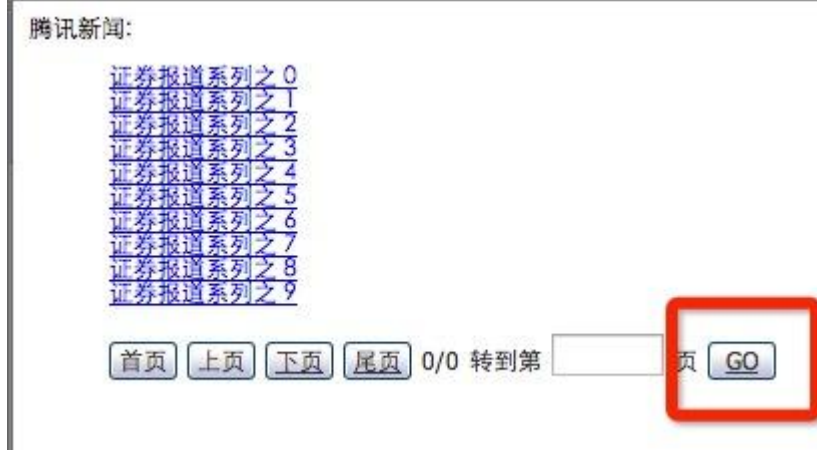 腾讯新闻:
证券报道系列之 0
证券报道系列之 1
证券报道系列之 2
证券报道系列之 3
证券报道系列之 4
证券报道系列之 5
证券报道系列之 6
证券报道系列之 7
证券报道系列之 8
证券报道系列之 9
首页 上页 下页 尾页 0/0 转到第 页 GO